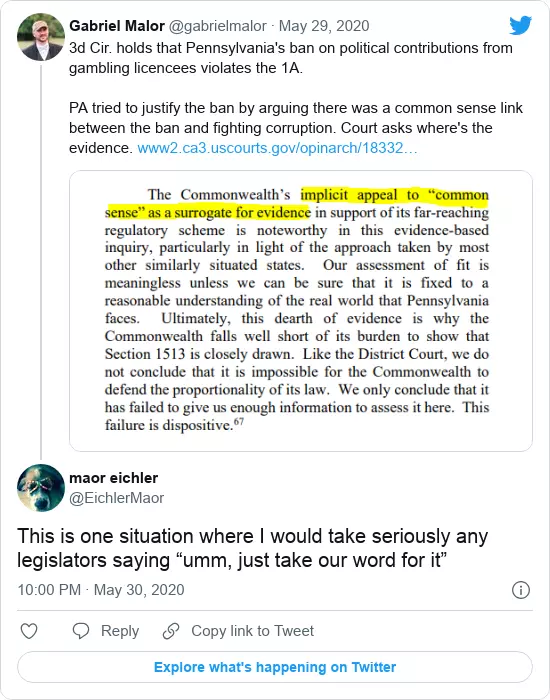 Gabriel Malor @gabrielmalor · May 29, 2020
3d Cir. holds that Pennsylvania's ban on political contributions from
gambling licencees violates the 1A.
PA tried to justify the ban by arguing there was a common sense link
between the ban and fighting corruption. Court asks where's the
evidence. www2.ca3.uscourts.gov/opinarch/18332…
The Commonwealth's implicit appeal to “common
sense” as a surrogate for evidence in support of its far-reaching
regulatory scheme is noteworthy in this evidence-based
inquiry, particularly in light of the approach taken by most
other similarly situated states. Our assessment of fit is
meaningless unless we can be sure that it is fixed to a
reasonable understanding of the real world that Pennsylvania
faces. Ultimately, this dearth of evidence is why the
Commonwealth falls well short of its burden to show that
Section 1513 is closely drawn. Like the District Court, we do
not conclude that it is impossible for the Commonwealth to
defend the proportionality of its law. We only conclude that it
has failed to give us enough information to assess it here. This
failure is dispositive.67
maor eichler
@EichlerMaor
This is one situation where I would take seriously any
legislators saying “umm, just take our word for it”
10:00 PM · May 30, 2020
Reply Copy link to Tweet
Explore what's happening on Twitter